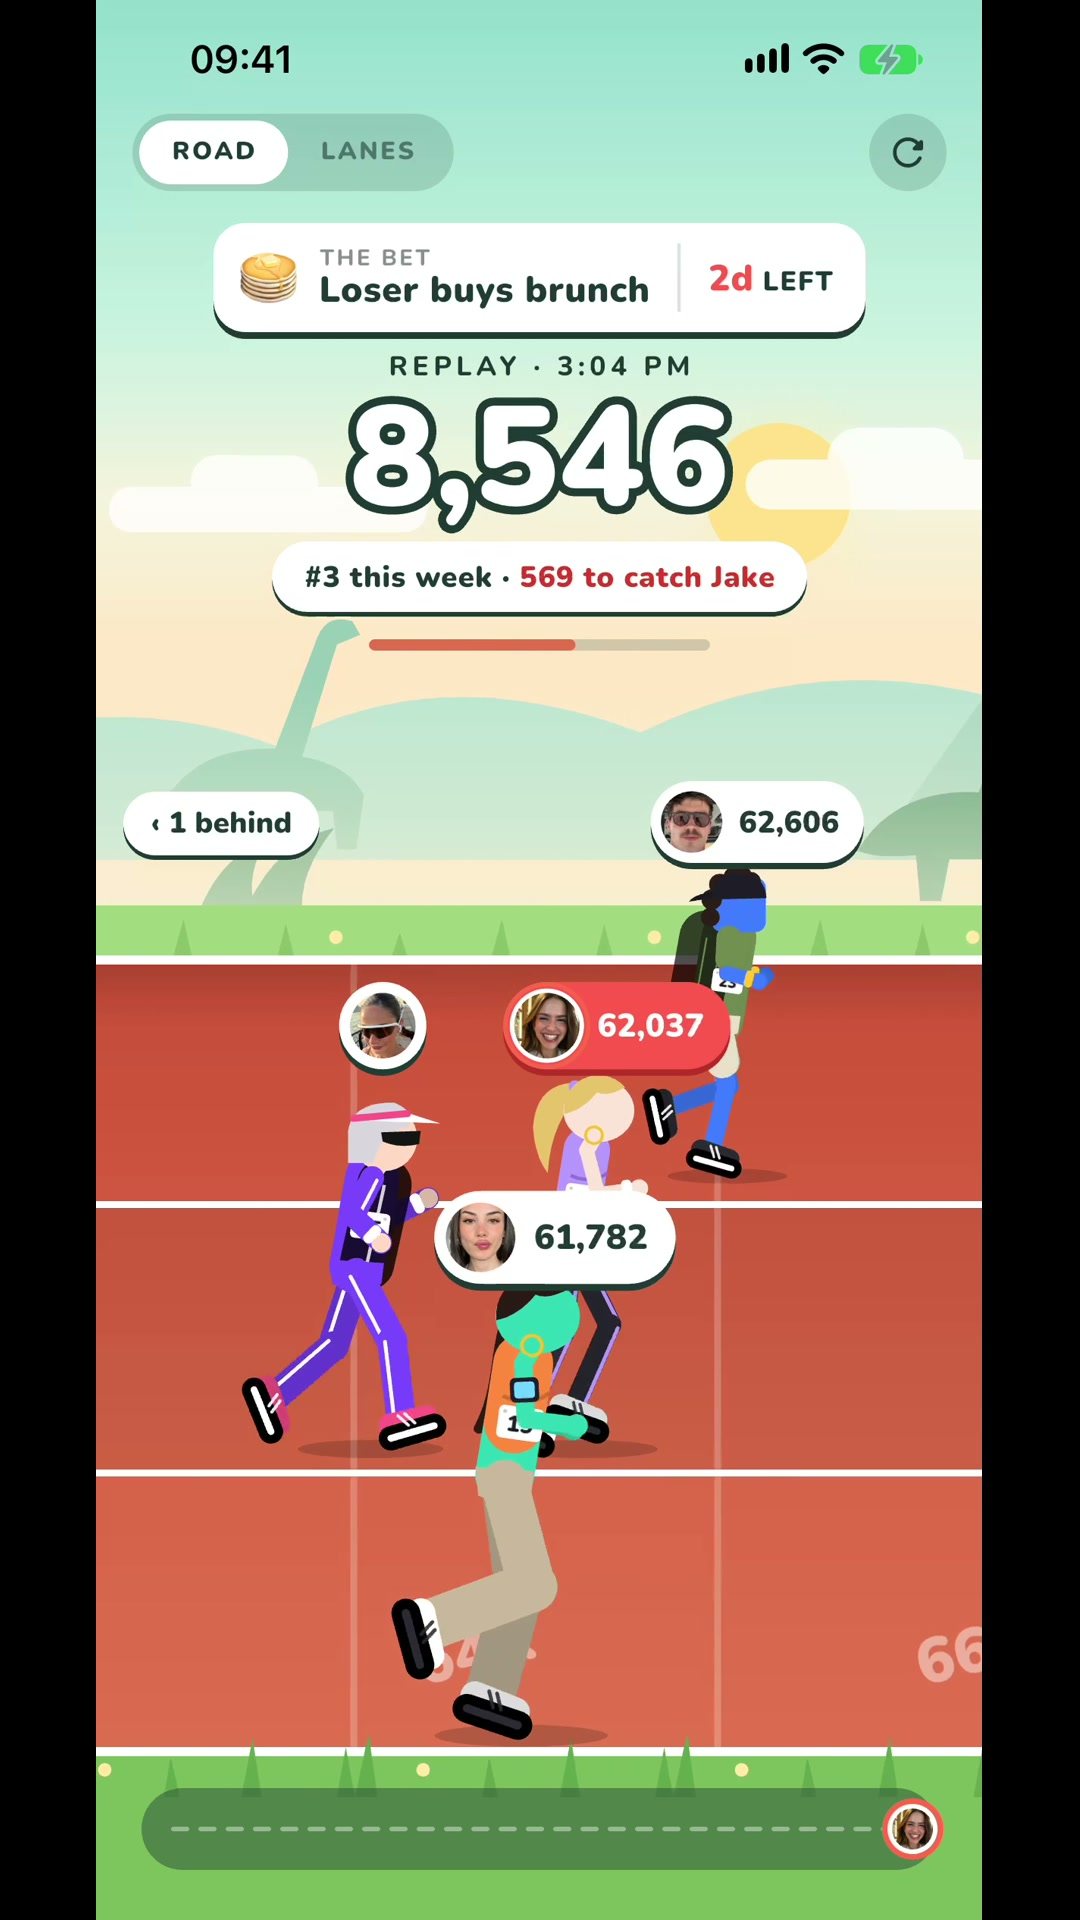 09:41
ROAD LANES
THE BET
Loser buys brunch
2d LEFT
REPLAY · 3:04 PM
8,546
#3 this week · 569 to catch Jake
‹ 1 behind
62,606
23
62,037
61,782